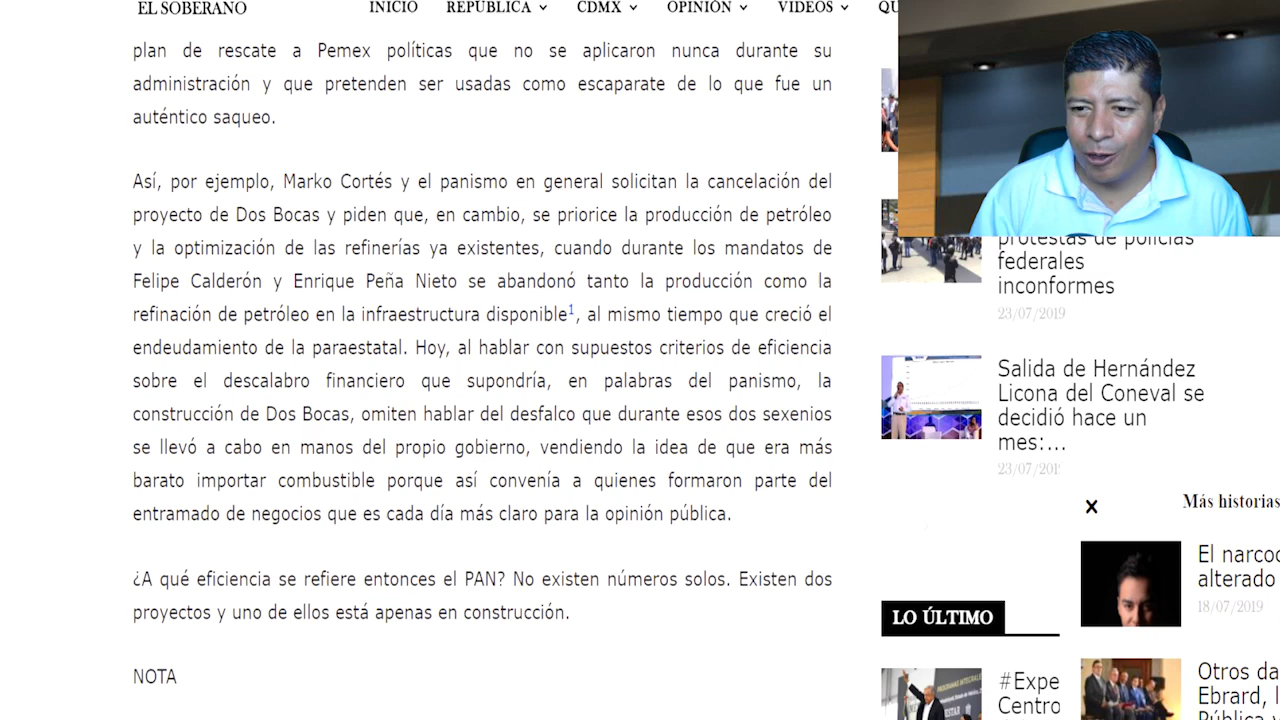 EL SOBERANO
INICIO REPÚBLICA CDMX OPINIÓN VIDEOS QU
plan de rescate a Pemex políticas que no se aplicaron nunca durante su
administración y que pretenden ser usadas como escaparate de lo que fue un
auténtico saqueo.
Así, por ejemplo, Marko Cortés y el panismo en general solicitan la cancelación del
proyecto de Dos Bocas y piden que, en cambio, se priorice la producción de petróleo
y la optimización de las refinerías ya existentes, cuando durante los mandatos de
Felipe Calderón y Enrique Peña Nieto se abandonó tanto la producción como la
refinación de petróleo en la infraestructura disponible1, al mismo tiempo que creció el
endeudamiento de la paraestatal. Hoy, al hablar con supuestos criterios de eficiencia
sobre el descalabro financiero que supondría, en palabras del panismo, la
construcción de Dos Bocas, omiten hablar del desfalco que durante esos dos sexenios
se llevó a cabo en manos del propio gobierno, vendiendo la idea de que era más
barato importar combustible porque así convenía a quienes formaron parte del
entramado de negocios que es cada día más claro para la opinión pública.
¿A qué eficiencia se refiere entonces el PAN? No existen números solos. Existen dos
proyectos y uno de ellos está apenas en construcción.
NOTA
protestas de policías
federales
inconformes
23/07/2019
Salida de Hernández
Licona del Coneval se
decidió hace un
mes:...
23/07/201
X
Más historias
El narco
alterado
18/07/2019
LO ÚLTIMO
#Expe
Centro
Otros da
Ebrard, l
Pública y